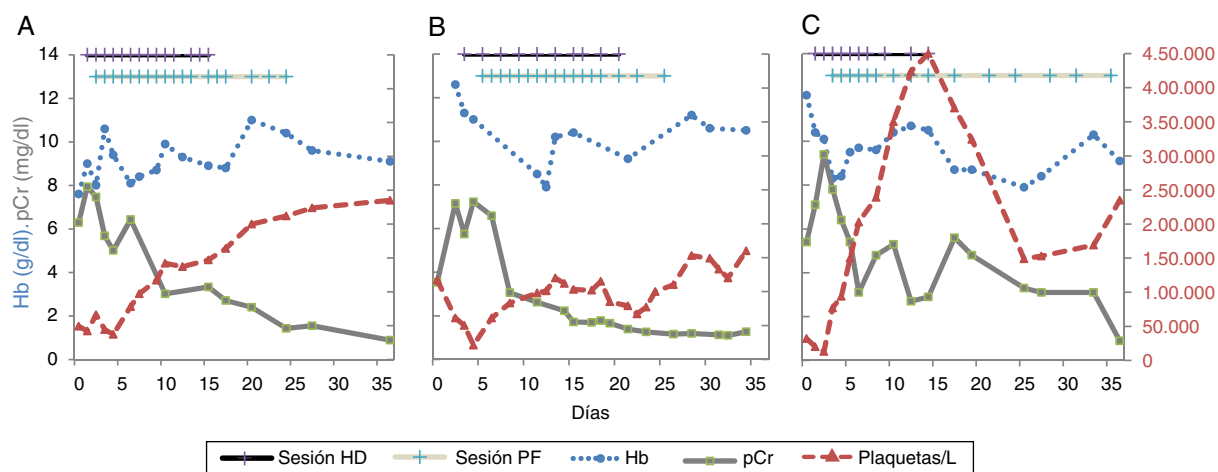 A
B
C
14
12
10
8
6
4
2
0
Hb (g/dl). pCr (mg/dl)
4.50.000
4.00.000
3.50.000
3.00.000
2.50.000
2.00.000
1.50.000
1.00.000
50.000
0
0 5 10 15 20 25 30 35
0 5 10 15 20 25 30 35
0 5 10 15 20 25 30 35
Días
Sesión HD Sesión PF Hb pCr Plaquetas/L